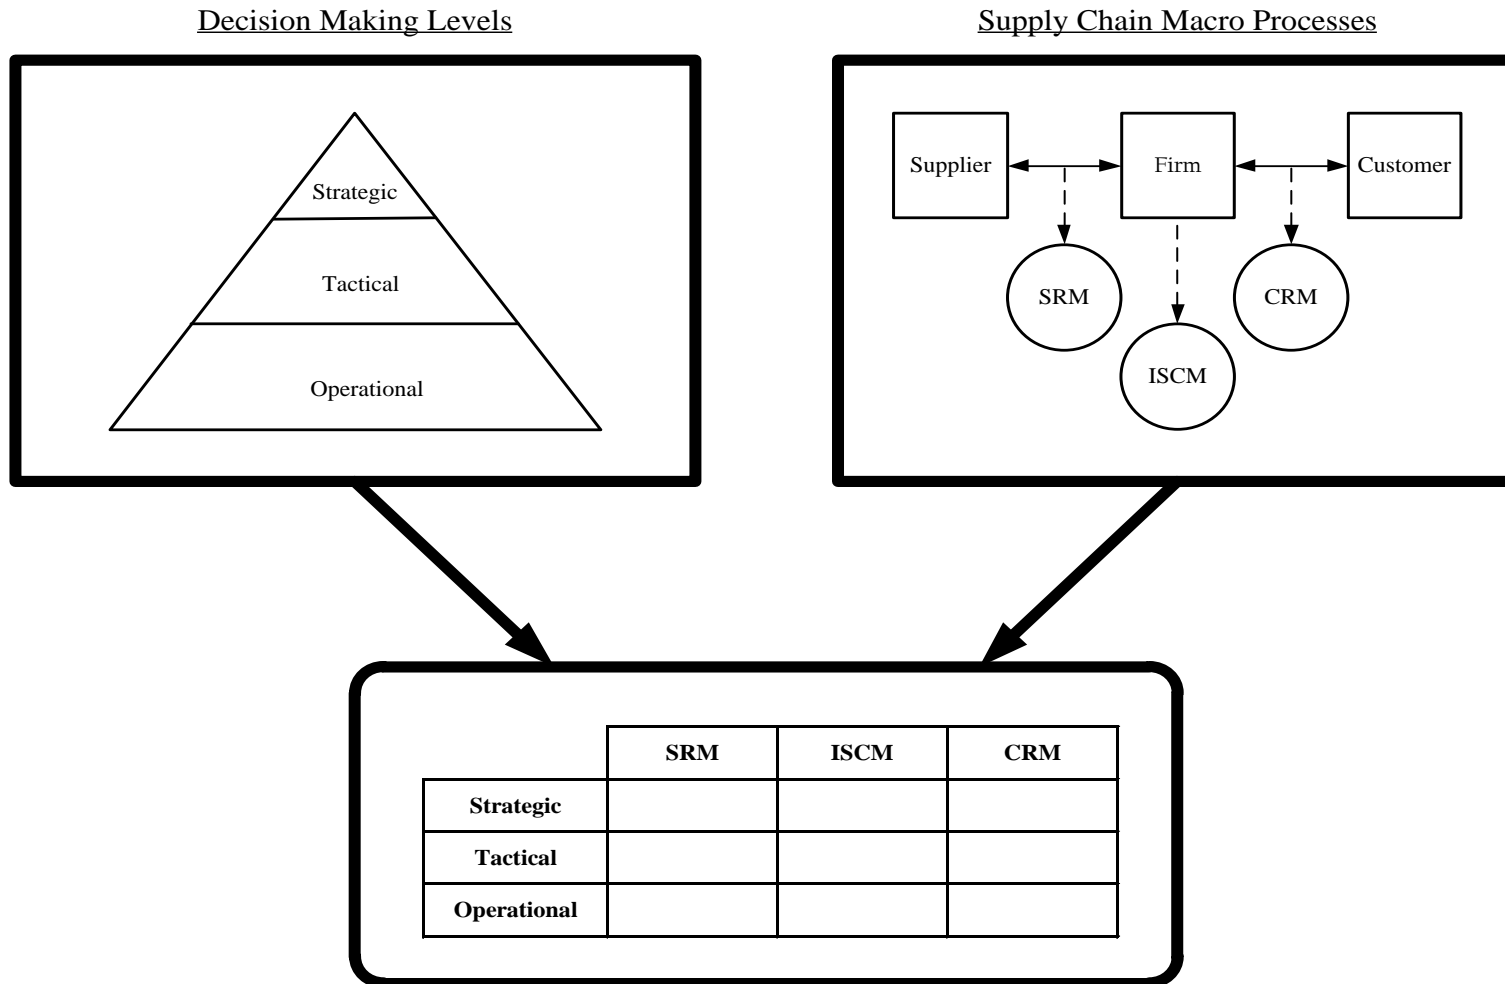 Decision Making Levels
Supply Chain Macro Processes
Strategic
Tactical
Operational
Supplier
Firm
Customer
SRM
CRM
ISCM
SRM ISCM CRM
Strategic
Tactical
Operational